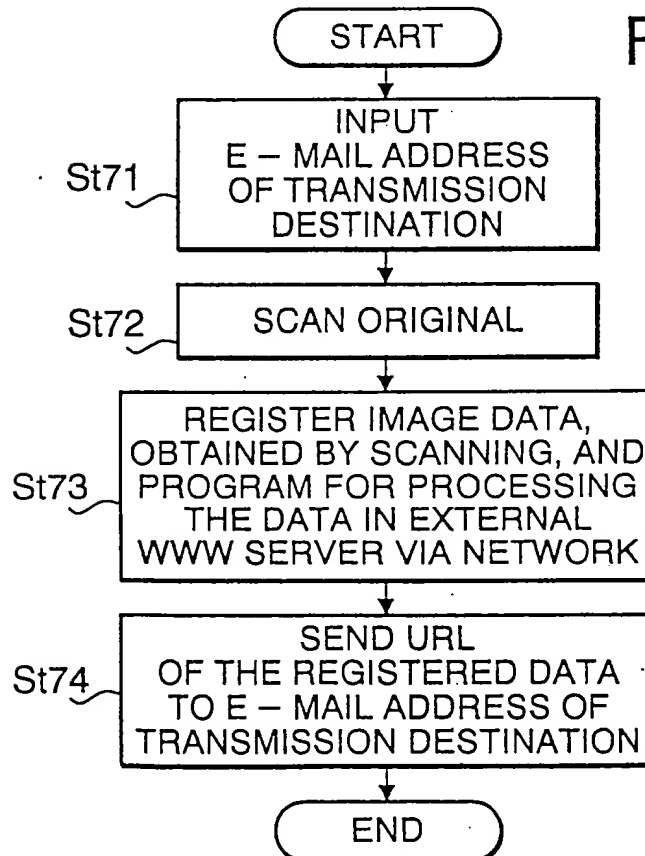 START
INPUT
E – MAIL ADDRESS
OF TRANSMISSION
DESTINATION
St71
SCAN ORIGINAL
St72
REGISTER IMAGE DATA,
OBTAINED BY SCANNING, AND
PROGRAM FOR PROCESSING
THE DATA IN EXTERNAL
WWW SERVER VIA NETWORK
St73
SEND URL
OF THE REGISTERED DATA
TO E – MAIL ADDRESS OF
TRANSMISSION DESTINATION
St74
END